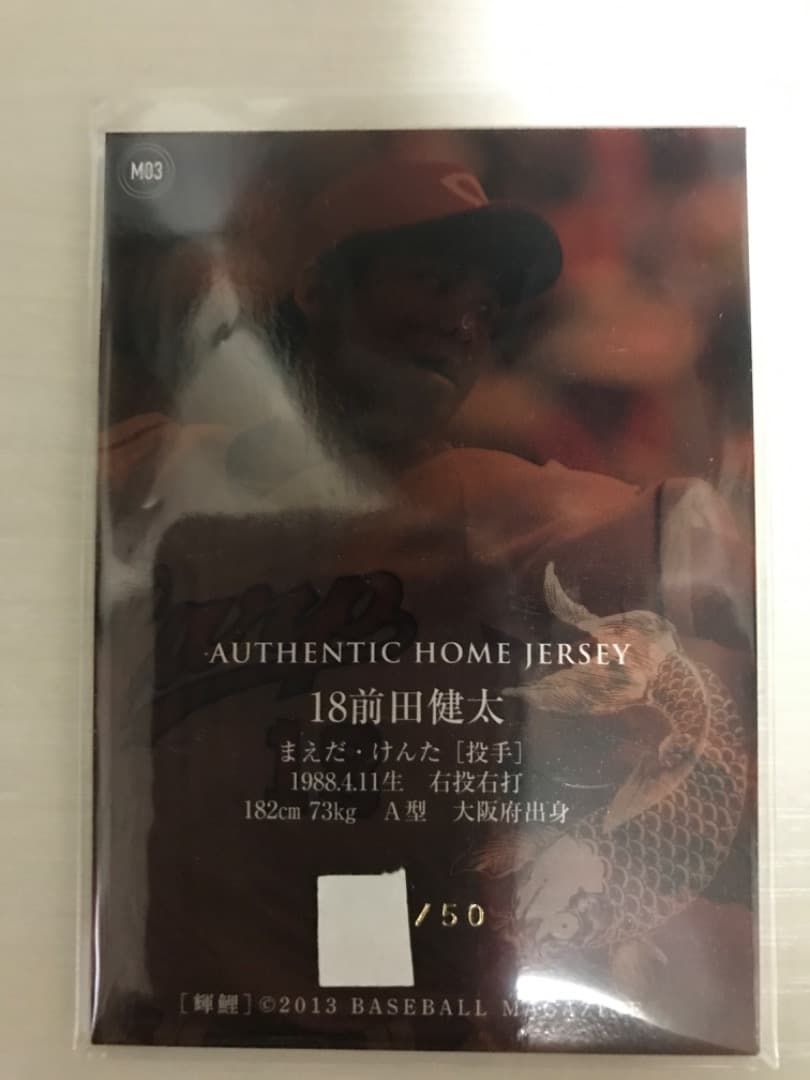 M03
AUTHENTIC HOME JERSEY
18前田健太
まえだ・けんた [投手]
1988.4.11生 右投右打
182cm 73kg A型 大阪府出身
/50
[輝鯉]©2013 BASEBALL MAGAZINE